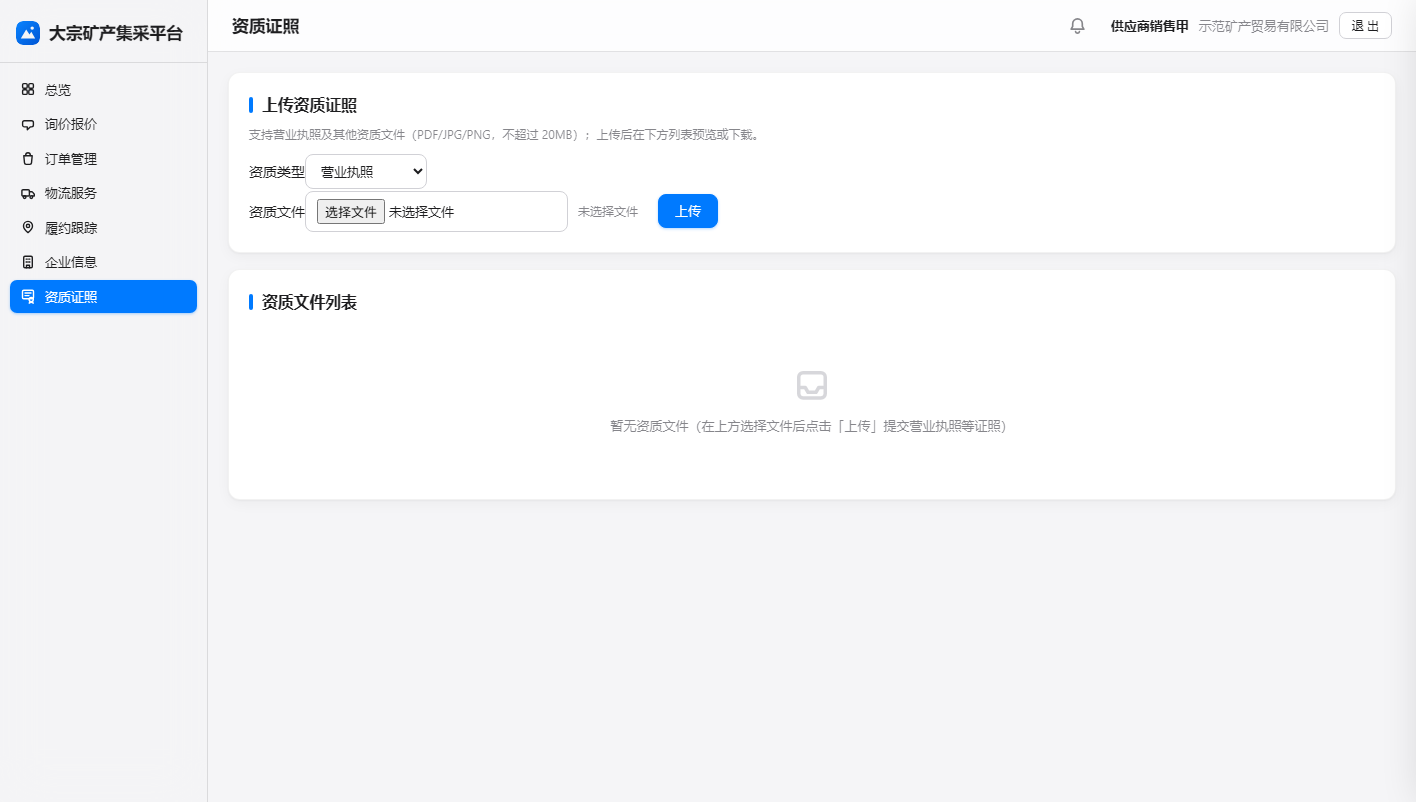 大宗矿产集采平台
资质证照
供应商销售甲 示范矿产贸易有限公司 退 出
总览
询价报价
订单管理
物流服务
履约跟踪
企业信息
资质证照
上传资质证照
支持营业执照及其他资质文件（PDF/JPG/PNG，不超过 20MB）；上传后在下方列表预览或下载。
资质类型 营业执照
资质文件 选择文件 未选择文件 未选择文件 上传
资质文件列表
暂无资质文件（在上方选择文件后点击「上传」提交营业执照等证照）